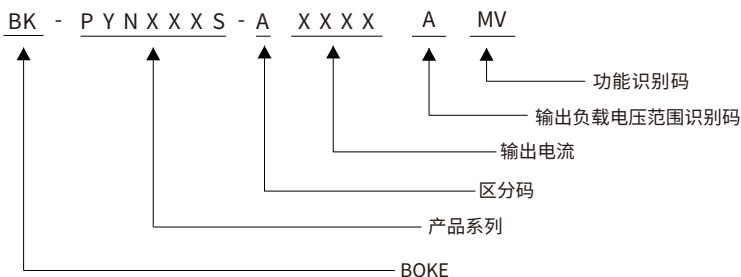 BK - PYNXXXS - A XXXX A MV
功能识别码
输出负载电压范围识别码
输出电流
区分码
产品系列
BOKE